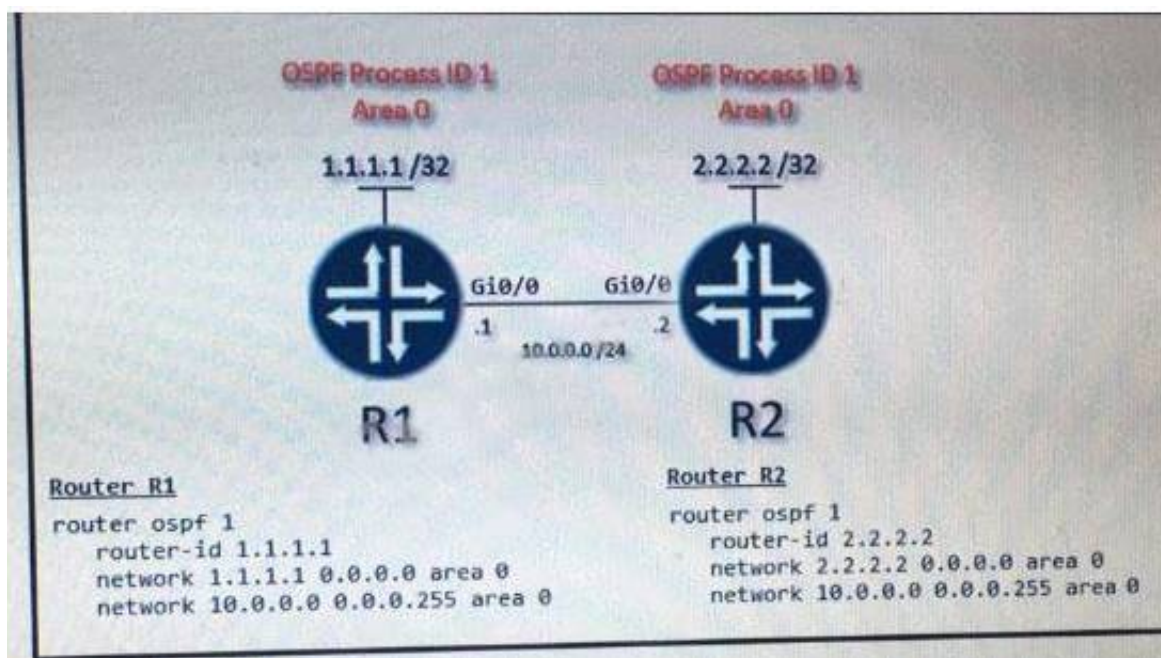 OSPF Process ID 1
OSPF Process ID 1
Area 0
Area 0
1.1.1.1 /32
2.2.2.2 /32
Gi0/0
Gi0/0
.1
.2
10.0.0.0 /24
R1
R2
Router R1
router ospf 1
router-id 1.1.1.1
network 1.1.1.1 0.0.0.0 area 0
network 10.0.0.0 0.0.0.255 area 0
Router R2
router ospf 1
router-id 2.2.2.2
network 2.2.2.2 0.0.0.0 area 0
network 10.0.0.0 0.0.0.255 area 0